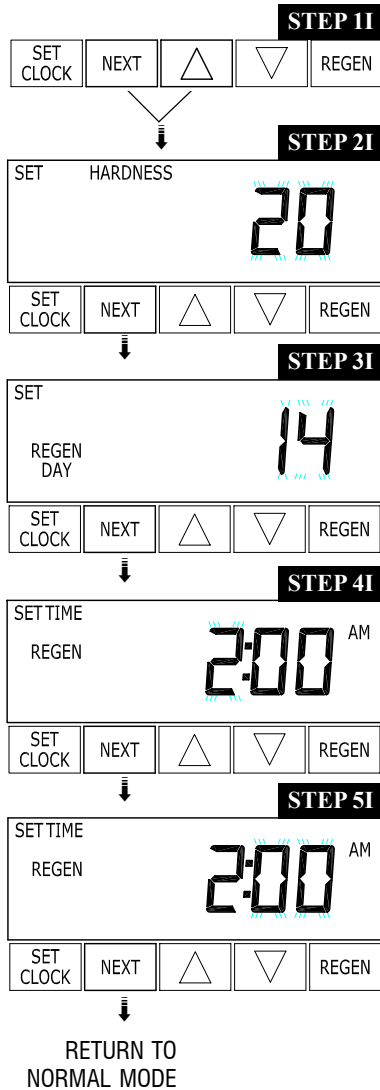 STEP 1I
SET CLOCK NEXT REGEN
STEP 2I
SET HARDNESS
20
SET CLOCK NEXT REGEN
STEP 3I
SET
14
REGEN DAY
SET CLOCK NEXT REGEN
STEP 4I
SET TIME
REGEN 2:00 AM
SET CLOCK NEXT REGEN
STEP 5I
SET TIME
REGEN 2:00 AM
SET CLOCK NEXT REGEN
RETURN TO
NORMAL MODE